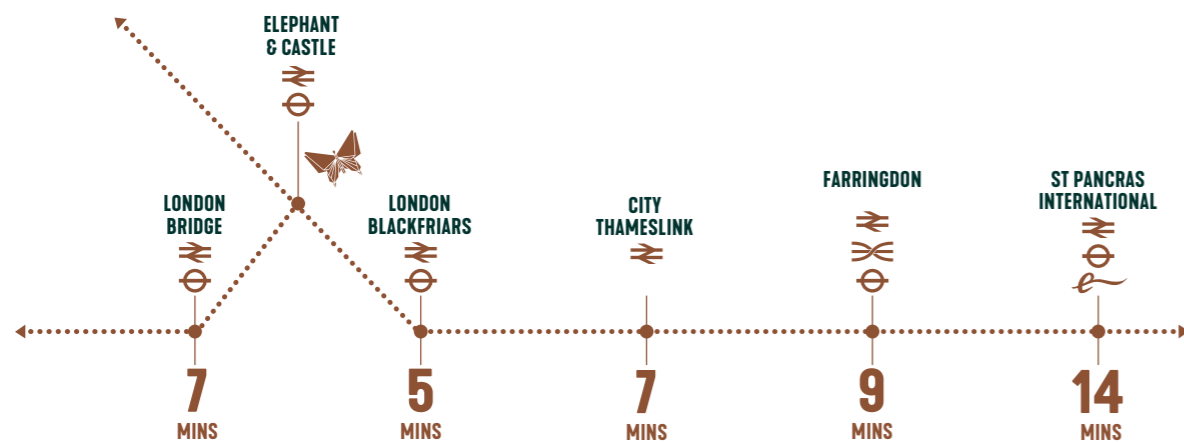 ELEPHANT
& CASTLE
LONDON
BRIDGE
7
MINS
LONDON
BLACKFRIARS
5
MINS
CITY
THAMESLINK
7
MINS
FARRINGDON
9
MINS
ST PANCRAS
INTERNATIONAL
e
14
MINS